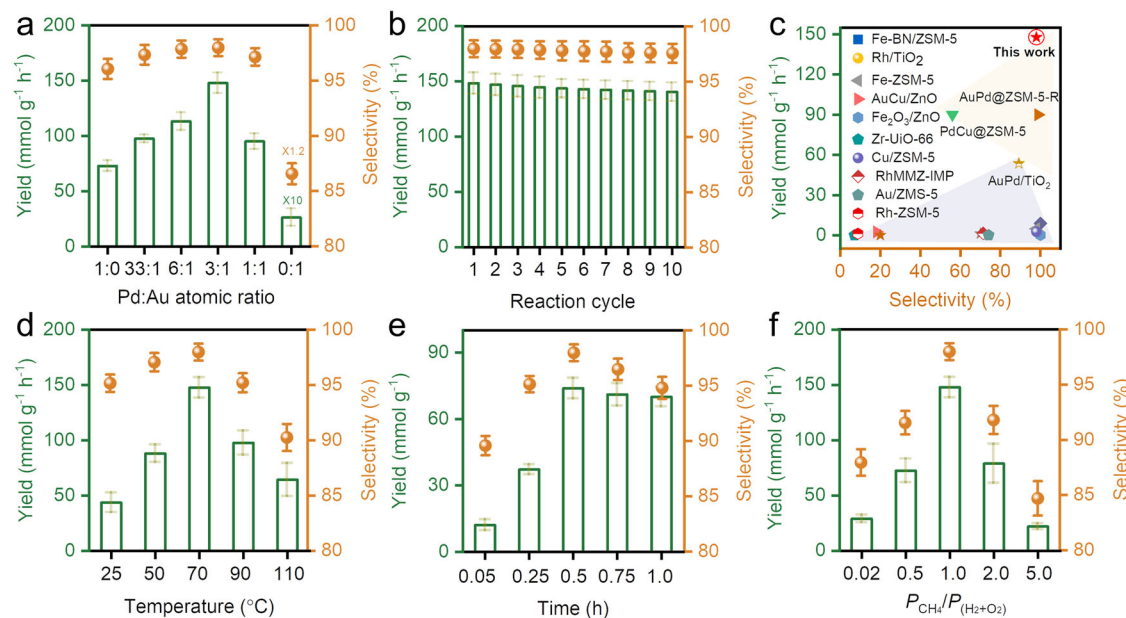 a
200
150
100
50
0
Yield (mmol g⁻¹ h⁻¹)
100
95
90
85
80
Selectivity (%)
X1.2
X10
1:0 33:1 6:1 3:1 1:1 0:1
Pd:Au atomic ratio
b
200
150
100
50
0
Yield (mmol g⁻¹ h⁻¹)
100
95
90
85
80
Selectivity (%)
1 2 3 4 5 6 7 8 9 10
Reaction cycle
c
150
120
90
60
30
0
Yield (mmol g⁻¹ h⁻¹)
Fe-BN/ZSM-5
Rh/TiO₂
Fe-ZSM-5
AuCu/ZnO
Fe₂O₃/ZnO
Zr-UiO-66
Cu/ZSM-5
RhMMZ-IMP
Au/ZMS-5
Rh-ZSM-5
This work
AuPd@ZSM-5-R
PdCu@ZSM-5
AuPd/TiO₂
0 20 40 60 80 100
Selectivity (%)
d
200
150
100
50
0
Yield (mmol g⁻¹ h⁻¹)
100
95
90
85
80
Selectivity (%)
25 50 70 90 110
Temperature (°C)
e
90
60
30
0
Yield (mmol g⁻¹ h⁻¹)
100
95
90
85
80
Selectivity (%)
0.05 0.25 0.5 0.75 1.0
Time (h)
f
200
150
100
50
0
Yield (mmol g⁻¹ h⁻¹)
100
95
90
85
80
Selectivity (%)
0.02 0.5 1.0 2.0 5.0
P_CH4/P_(H2+O2)